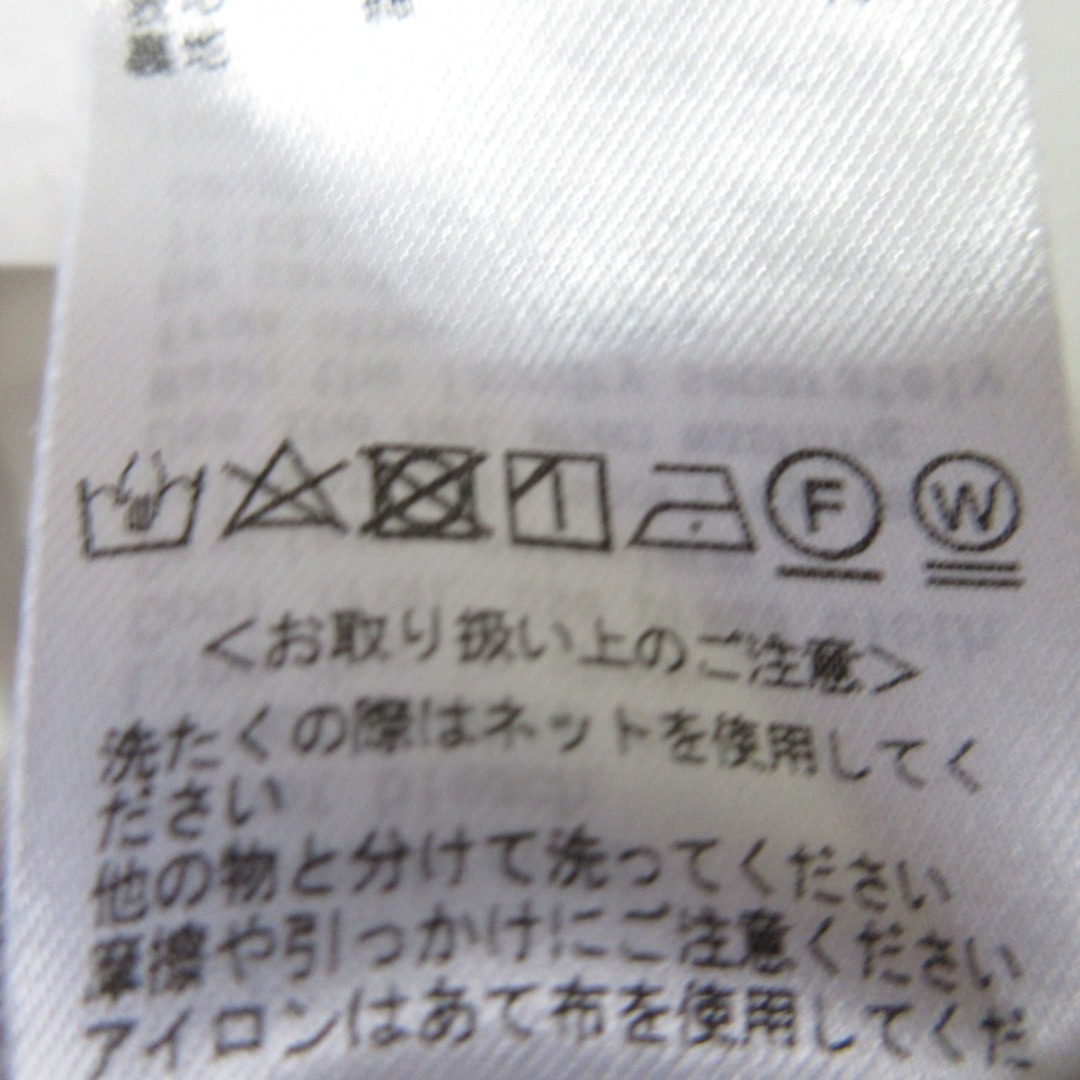 裏地
F W
＜お取り扱い上のご注意＞
洗たくの際はネットを使用してく
ださい
他の物と分けて洗ってください
摩擦や引っかけにご注意ください
アイロンはあて布を使用してくだ